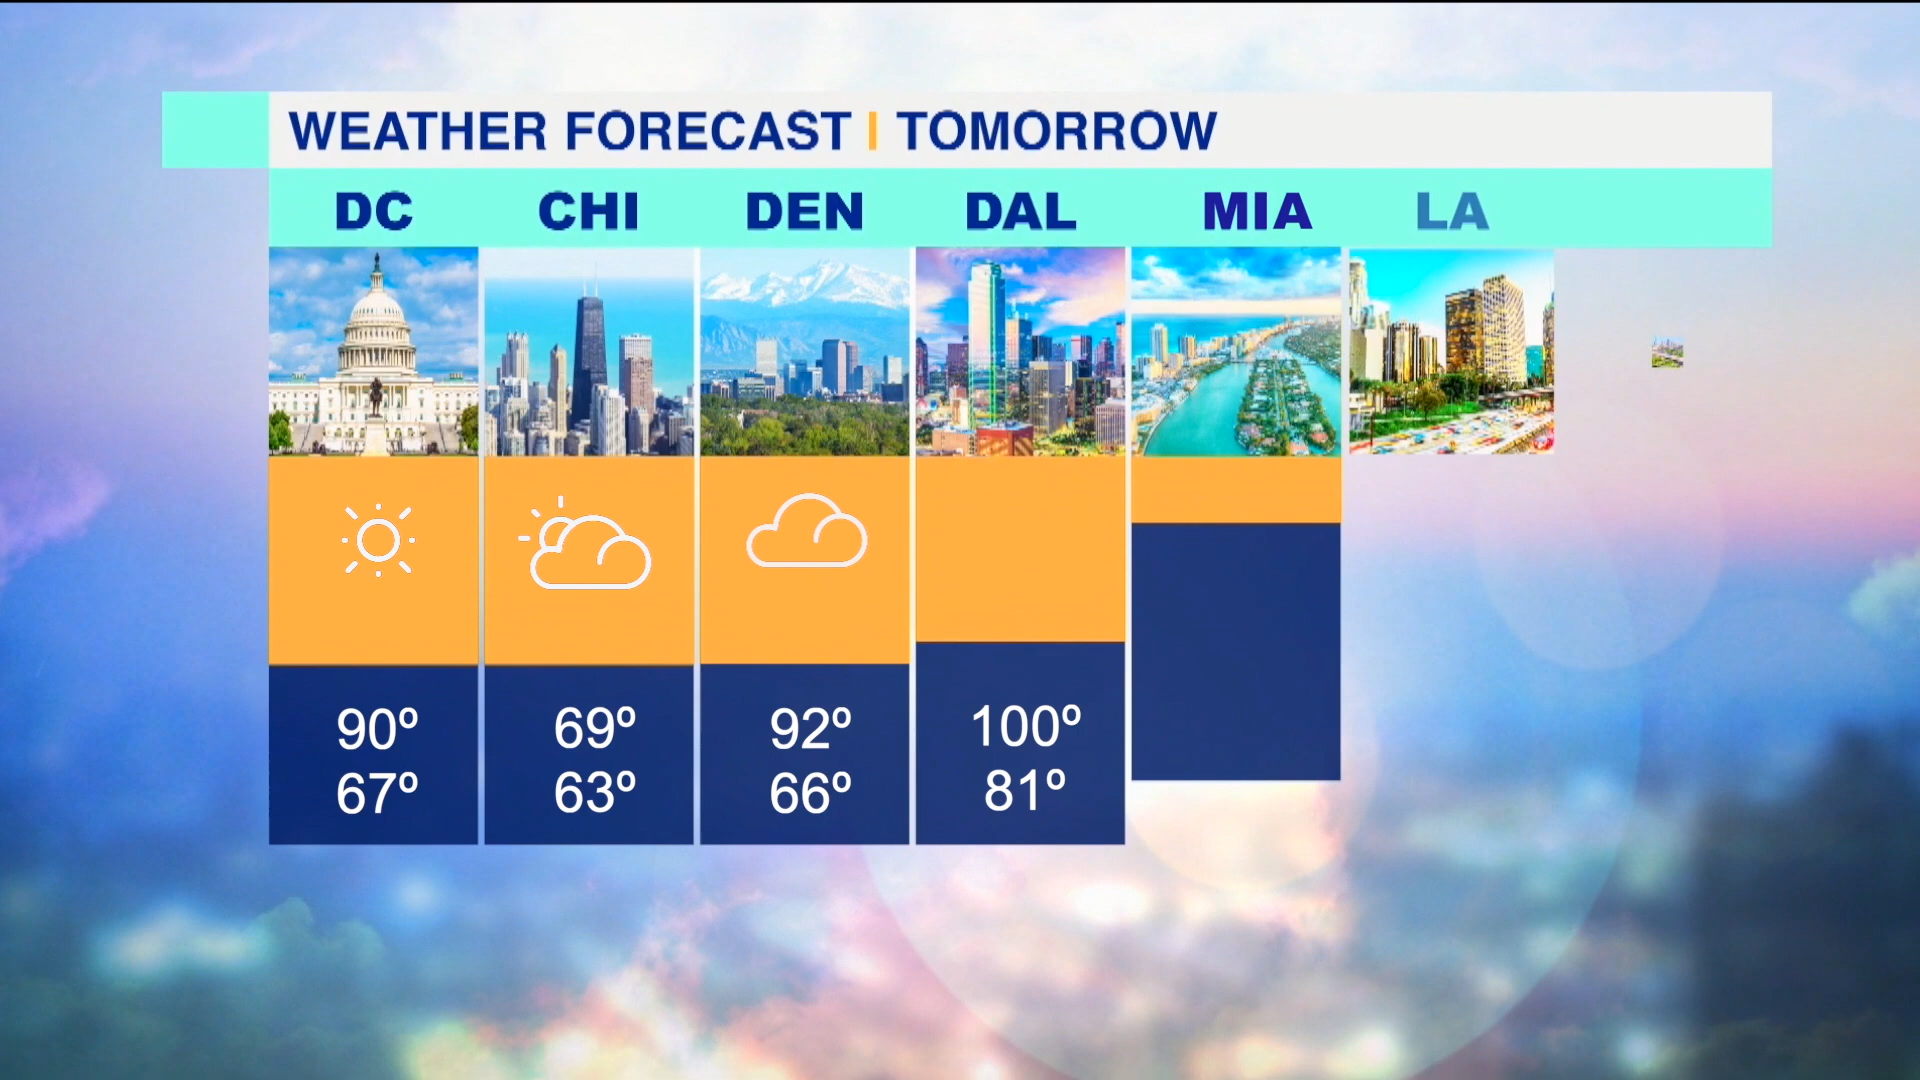 WEATHER FORECAST | TOMORROW
DC CHI DEN DAL MIA LA
90º 69º 92º 100º
67º 63º 66º 81º